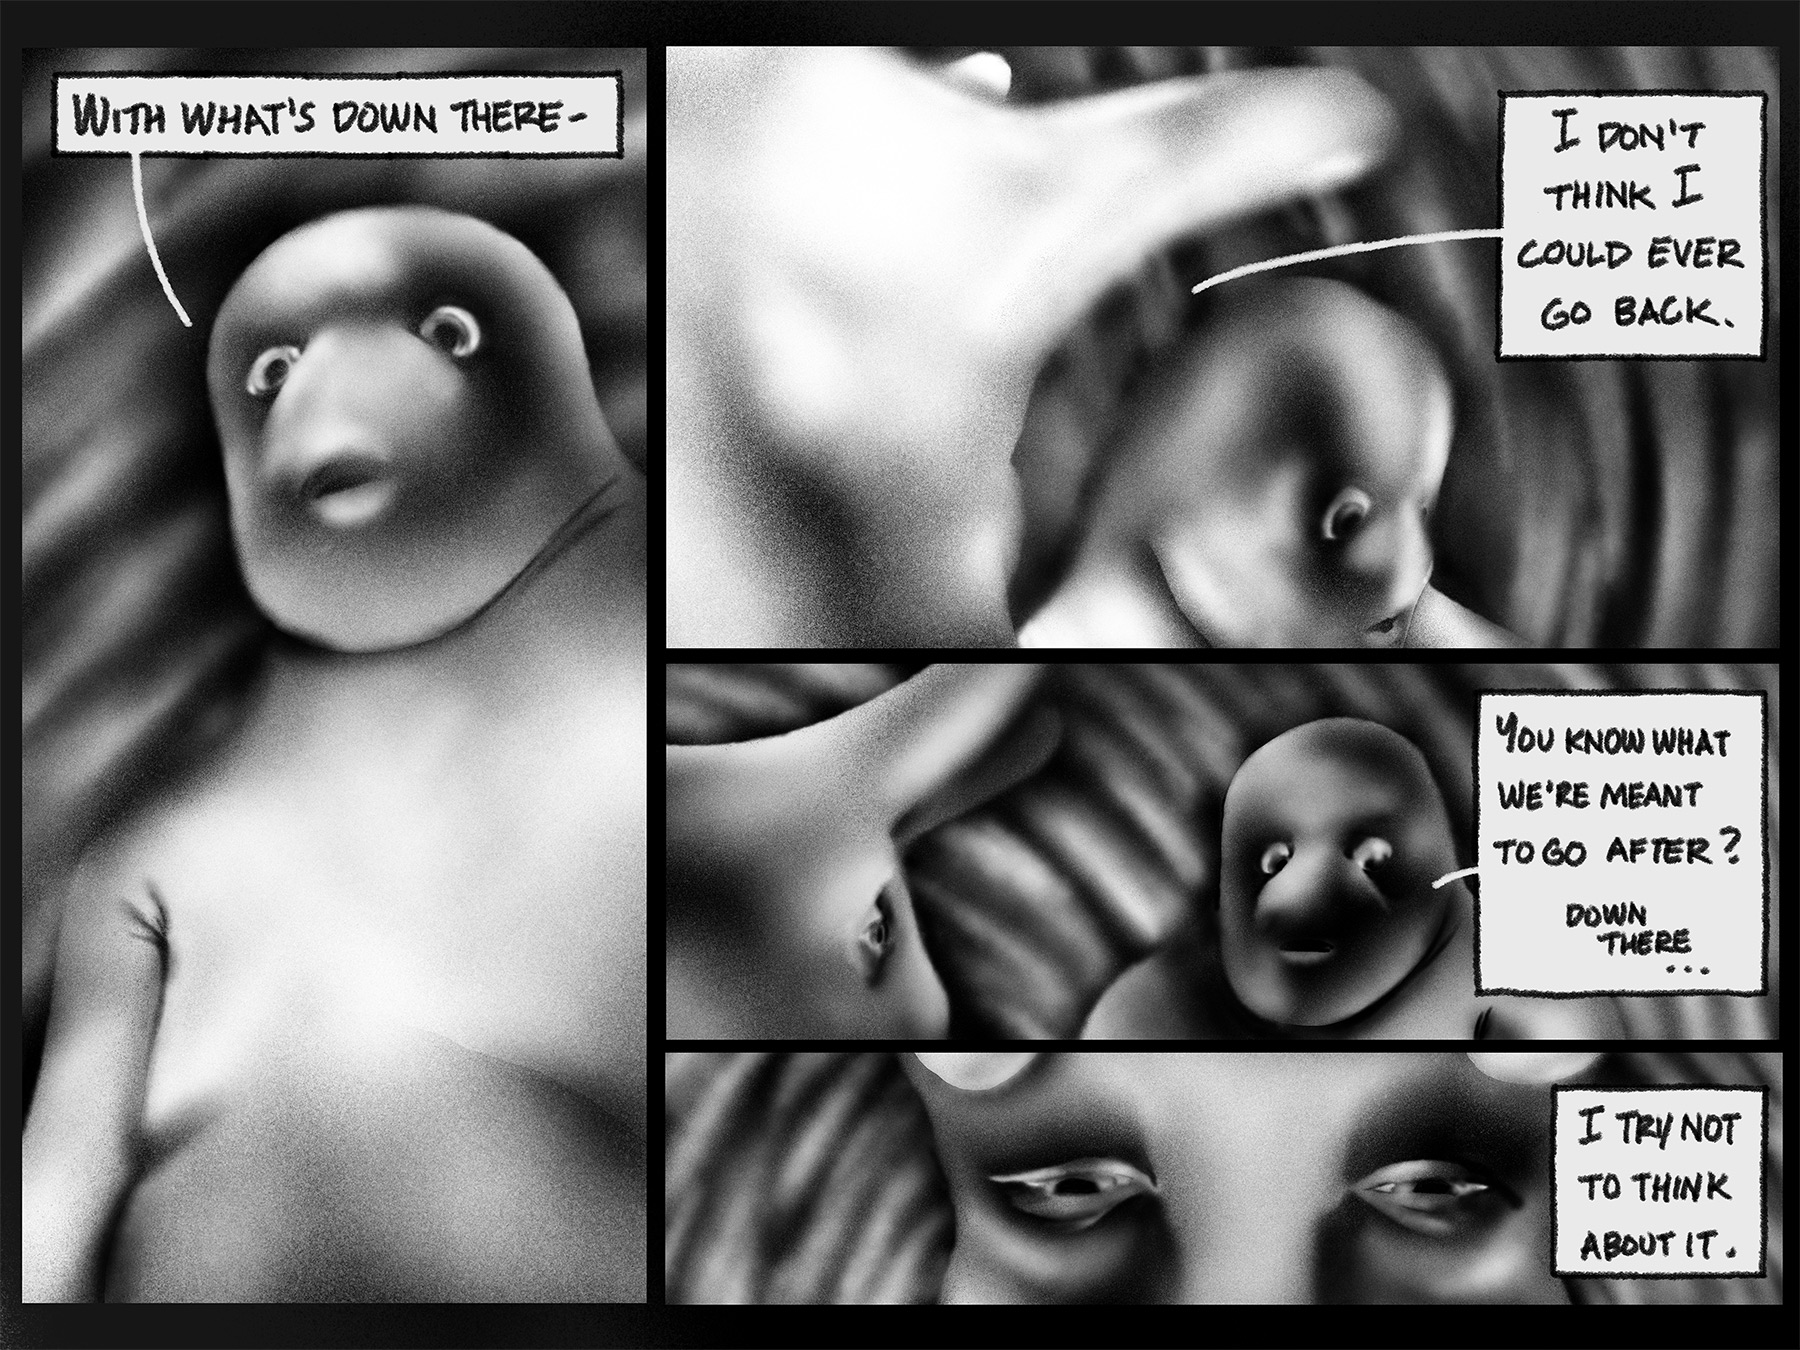 WITH WHAT'S DOWN THERE-
I DON'T
THINK I
COULD EVER
GO BACK.
YOU KNOW WHAT
WE'RE MEANT
TO GO AFTER?
DOWN
THERE
...
I TRY NOT
TO THINK
ABOUT IT.